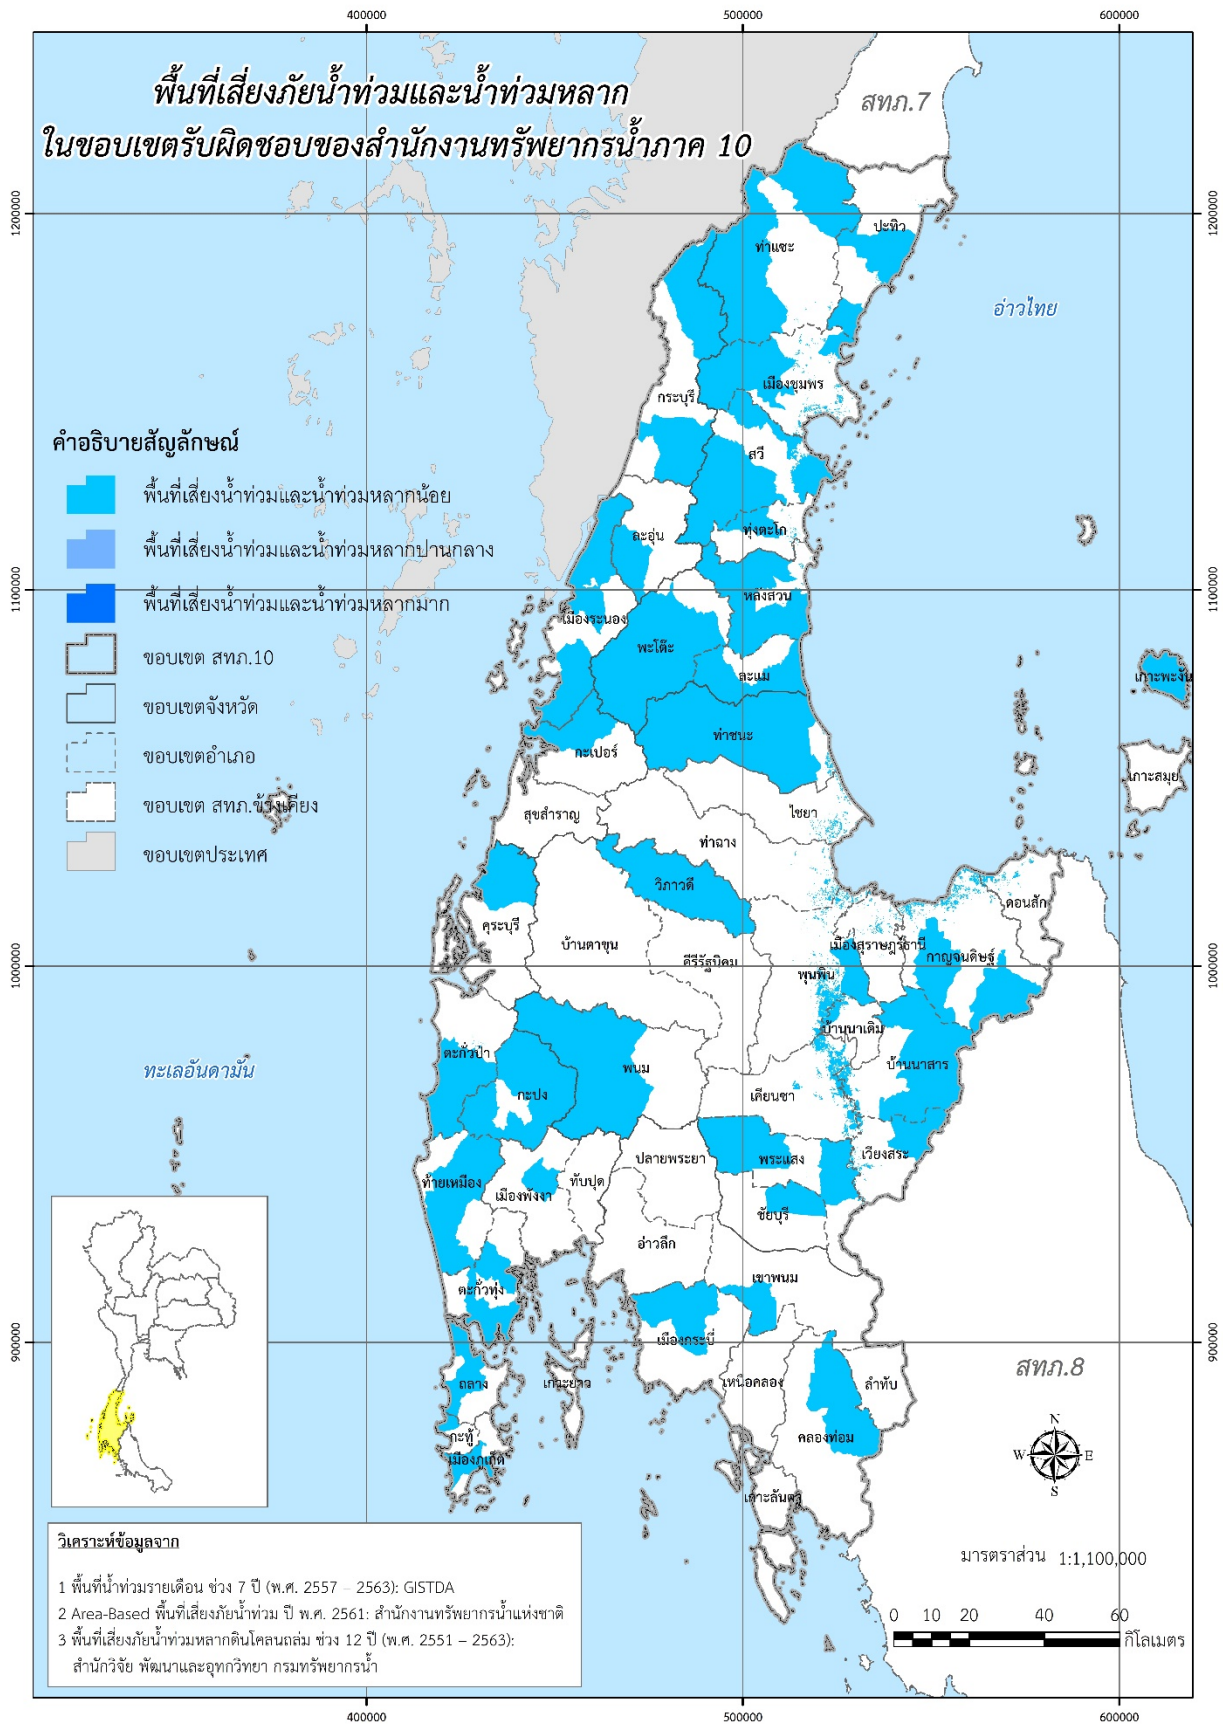 400000
500000
600000
พื้นที่เสี่ยงภัยน้ำท่วมและน้ำท่วมหลาก
ในขอบเขตรับผิดชอบของสำนักงานทรัพยากรน้ำภาค 10
สทภ.7
1200000
1200000
ปะทิว
ท่าแซะ
อ่าวไทย
เมืองชุมพร
กระบุรี
คำอธิบายสัญลักษณ์
สวี
พื้นที่เสี่ยงน้ำท่วมและน้ำท่วมหลากน้อย
ทุ่งตะโก
ละอุ่น
พื้นที่เสี่ยงน้ำท่วมและน้ำท่วมหลากปานกลาง
1100000
1100000
หลังสวน
พื้นที่เสี่ยงน้ำท่วมและน้ำท่วมหลากมาก
เมืองระนอง
พะโต๊ะ
ขอบเขต สทภ.10
ละแม
เกาะพะงัน
ขอบเขตจังหวัด
ท่าชนะ
ขอบเขตอำเภอ
กะเปอร์
เกาะสมุย
ขอบเขต สทภ.ข้างเคียง
สุขสำราญ
ไชยา
ท่าฉาง
ขอบเขตประเทศ
วิภาวดี
ดอนสัก
คุระบุรี
บ้านตาขุน
เมืองสุราษฎร์ธานี
คีรีรัฐนิคม
กาญจนดิษฐ์
1000000
1000000
พุนพิน
บ้านนาเดิม
ตะกั่วป่า
บ้านนาสาร
ทะเลอันดามัน
พนม
กะปง
เคียนซา
เวียงสระ
ปลายพระยา
พระแสง
ท้ายเหมือง
ทับปุด
เมืองพังงา
ชัยบุรี
อ่าวลึก
เขาพนม
ตะกั่วทุ่ง
เมืองกระบี่
900000
900000
สทภ.8
ถลาง
เกาะยาว
เหนือคลอง
ลำทับ
N
กะทู้
คลองท่อม
W
E
เมืองภูเก็ต
S
เกาะลันตา
วิเคราะห์ข้อมูลจาก
1 พื้นที่น้ำท่วมรายเดือน ช่วง 7 ปี (พ.ศ. 2557 – 2563): GISTDA
2 Area-Based พื้นที่เสี่ยงภัยน้ำท่วม ปี พ.ศ. 2561: สำนักงานทรัพยากรน้ำแห่งชาติ
3 พื้นที่เสี่ยงภัยน้ำท่วมหลากดินโคลนถล่ม ช่วง 12 ปี (พ.ศ. 2551 – 2563):
สำนักวิจัย พัฒนาและอุทกวิทยา กรมทรัพยากรน้ำ
มาตราส่วน 1:1,100,000
0 10 20 40 60
กิโลเมตร
400000
500000
600000